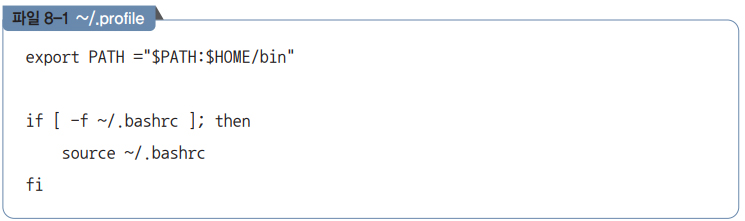 파일 8-1 ~/.profile
export PATH ="$PATH:$HOME/bin"
if [ -f ~/.bashrc ]; then
source ~/.bashrc
fi